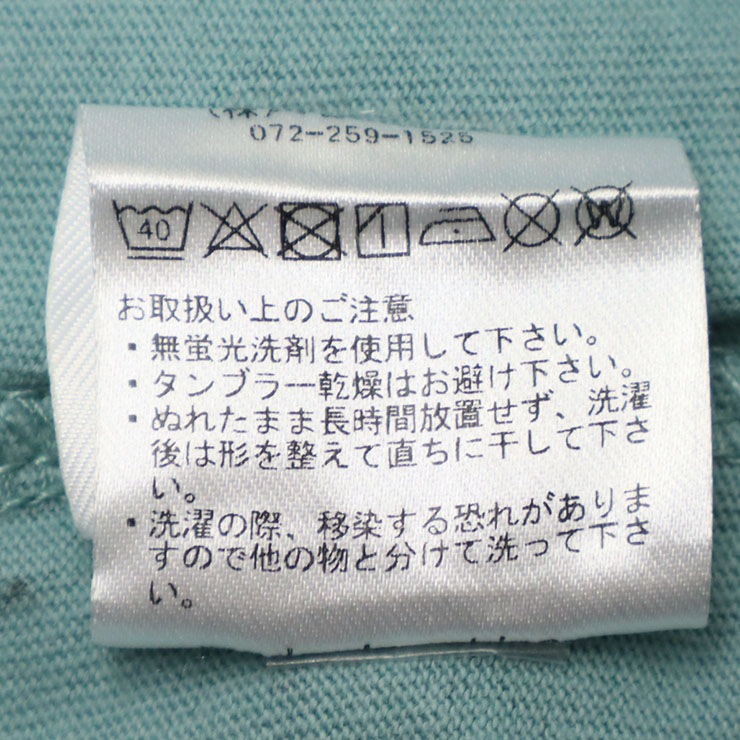 (株)
072-259-1525
40
W
お取扱い上のご注意
・無蛍光洗剤を使用して下さい。
・タンブラー乾燥はお避け下さい。
・ぬれたまま長時間放置せず、洗濯
後は形を整えて直ちに干して下さ
い。
・洗濯の際、移染する恐れがありま
すので他の物と分けて洗って下さ
い。